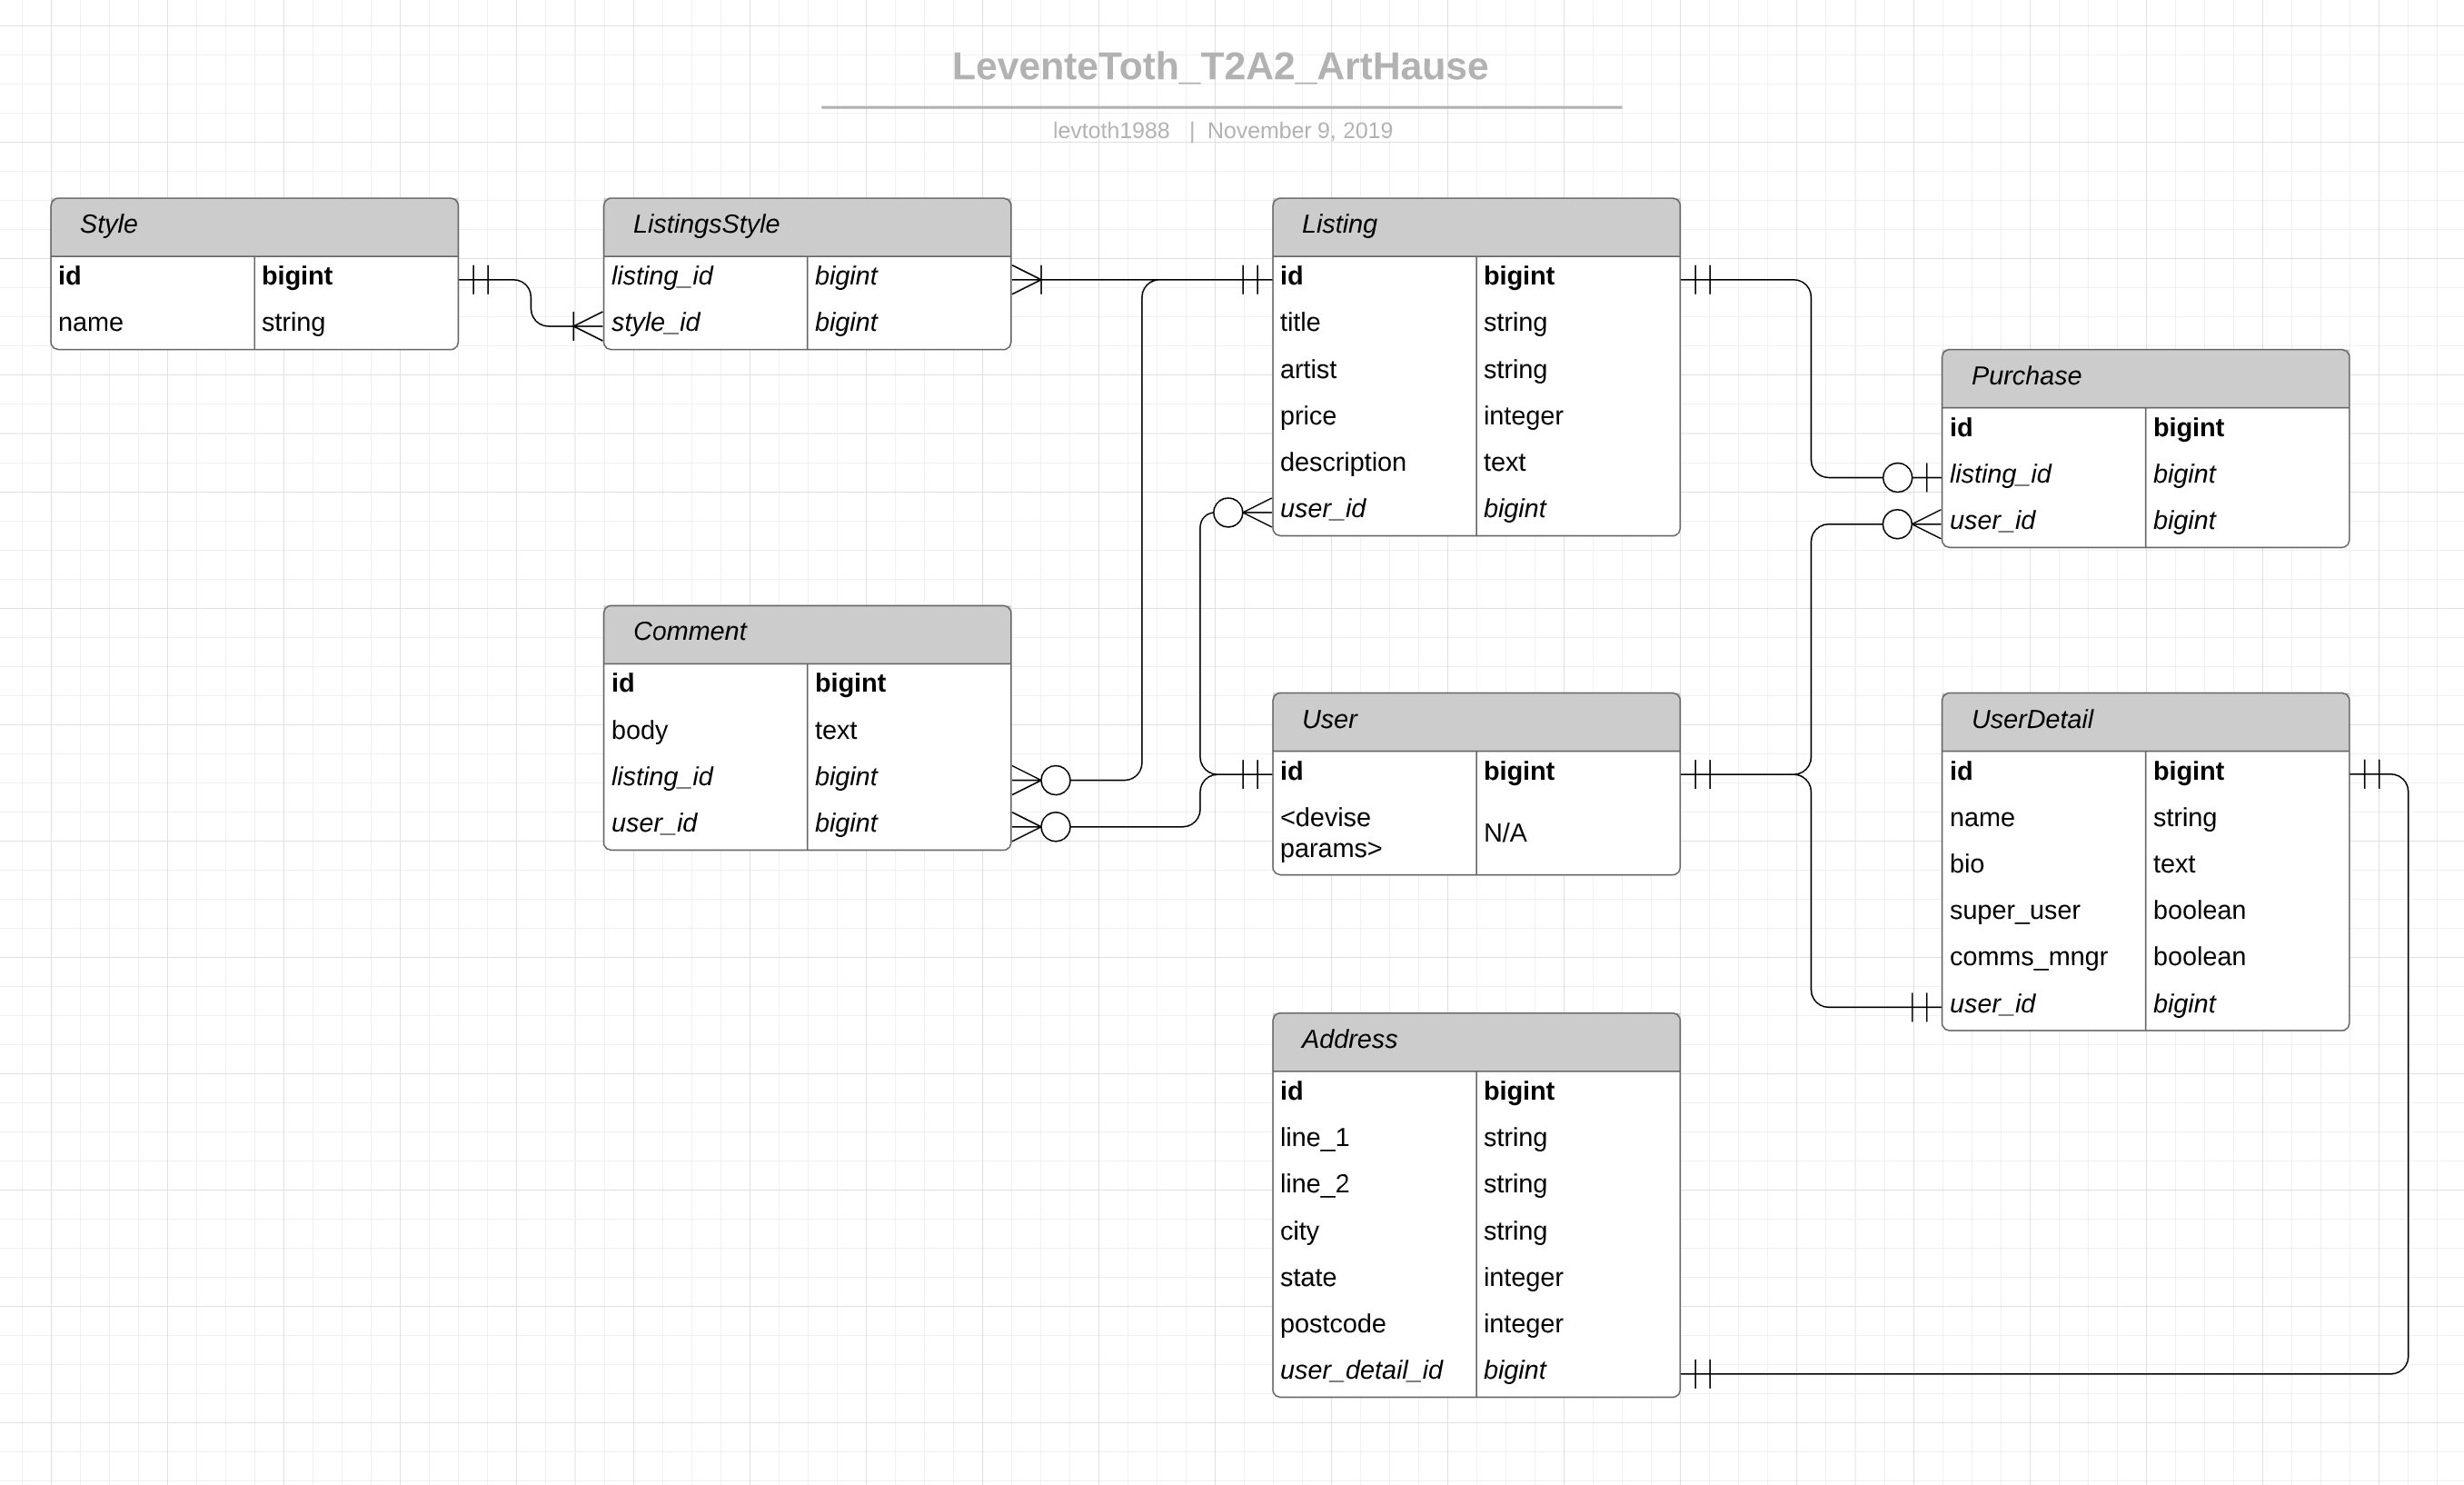 LeventeToth_T2A2_ArtHause
levtoth1988 | November 9, 2019
Style
id bigint
name string
ListingsStyle
listing_id bigint
style_id bigint
Listing
id bigint
title string
artist string
price integer
description text
user_id bigint
Purchase
id bigint
listing_id bigint
user_id bigint
Comment
id bigint
body text
listing_id bigint
user_id bigint
User
id bigint
<devise
params> N/A
UserDetail
id bigint
name string
bio text
super_user boolean
comms_mngr boolean
user_id bigint
Address
id bigint
line_1 string
line_2 string
city string
state integer
postcode integer
user_detail_id bigint